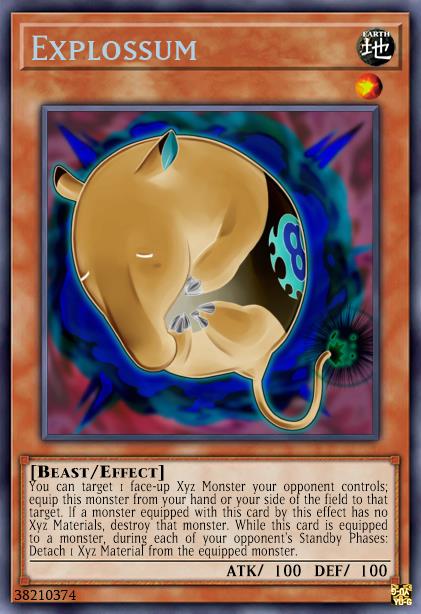 EXPLOSSUM
EARTH
地
8
[BEAST/EFFECT]
You can target 1 face-up Xyz Monster your opponent controls;
equip this monster from your hand or your side of the field to that
target. If a monster equipped with this card by this effect has no
Xyz Materials, destroy that monster. While this card is equipped
to a monster, during each of your opponent's Standby Phases:
Detach 1 Xyz Material from the equipped monster.
ATK/ 100 DEF/ 100
38210374